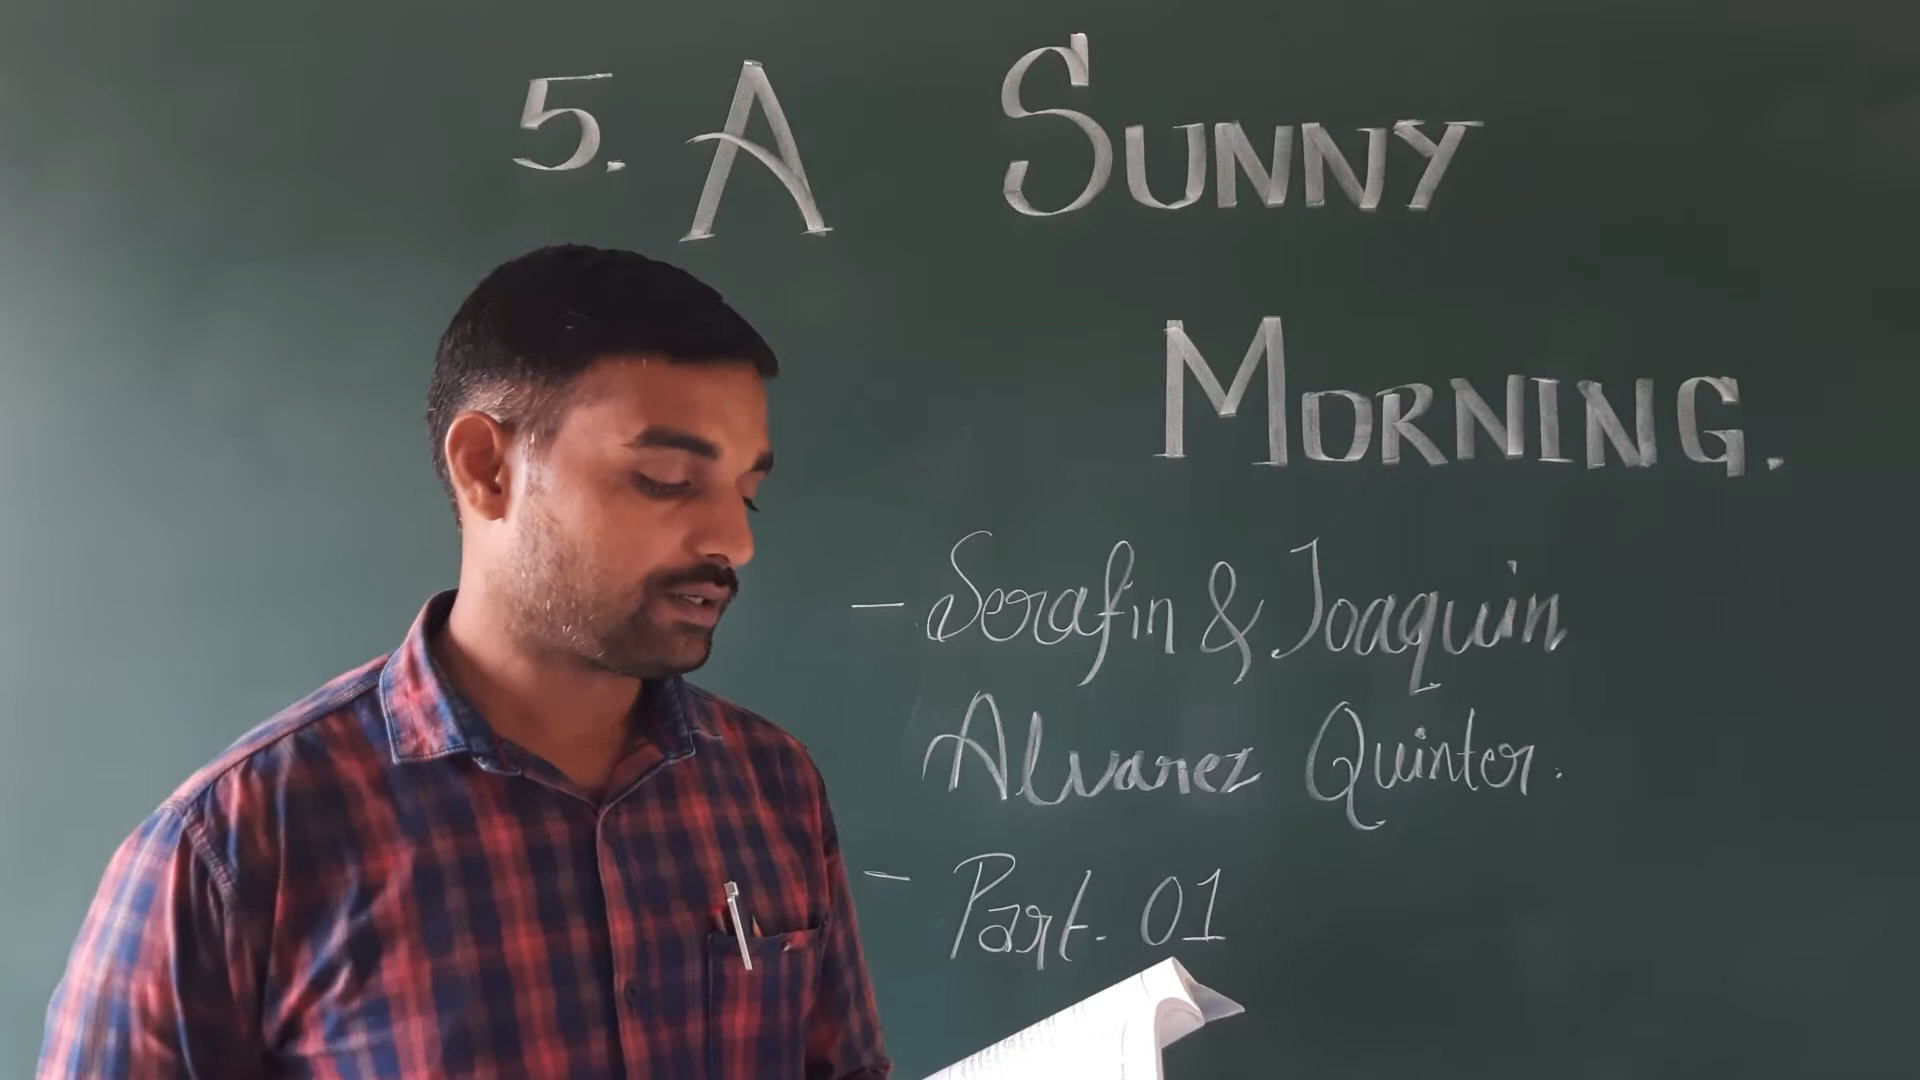 5. A SUNNY
MORNING.
- Serafin & Joaquin
Alvarez Quinter.
- Part. 01